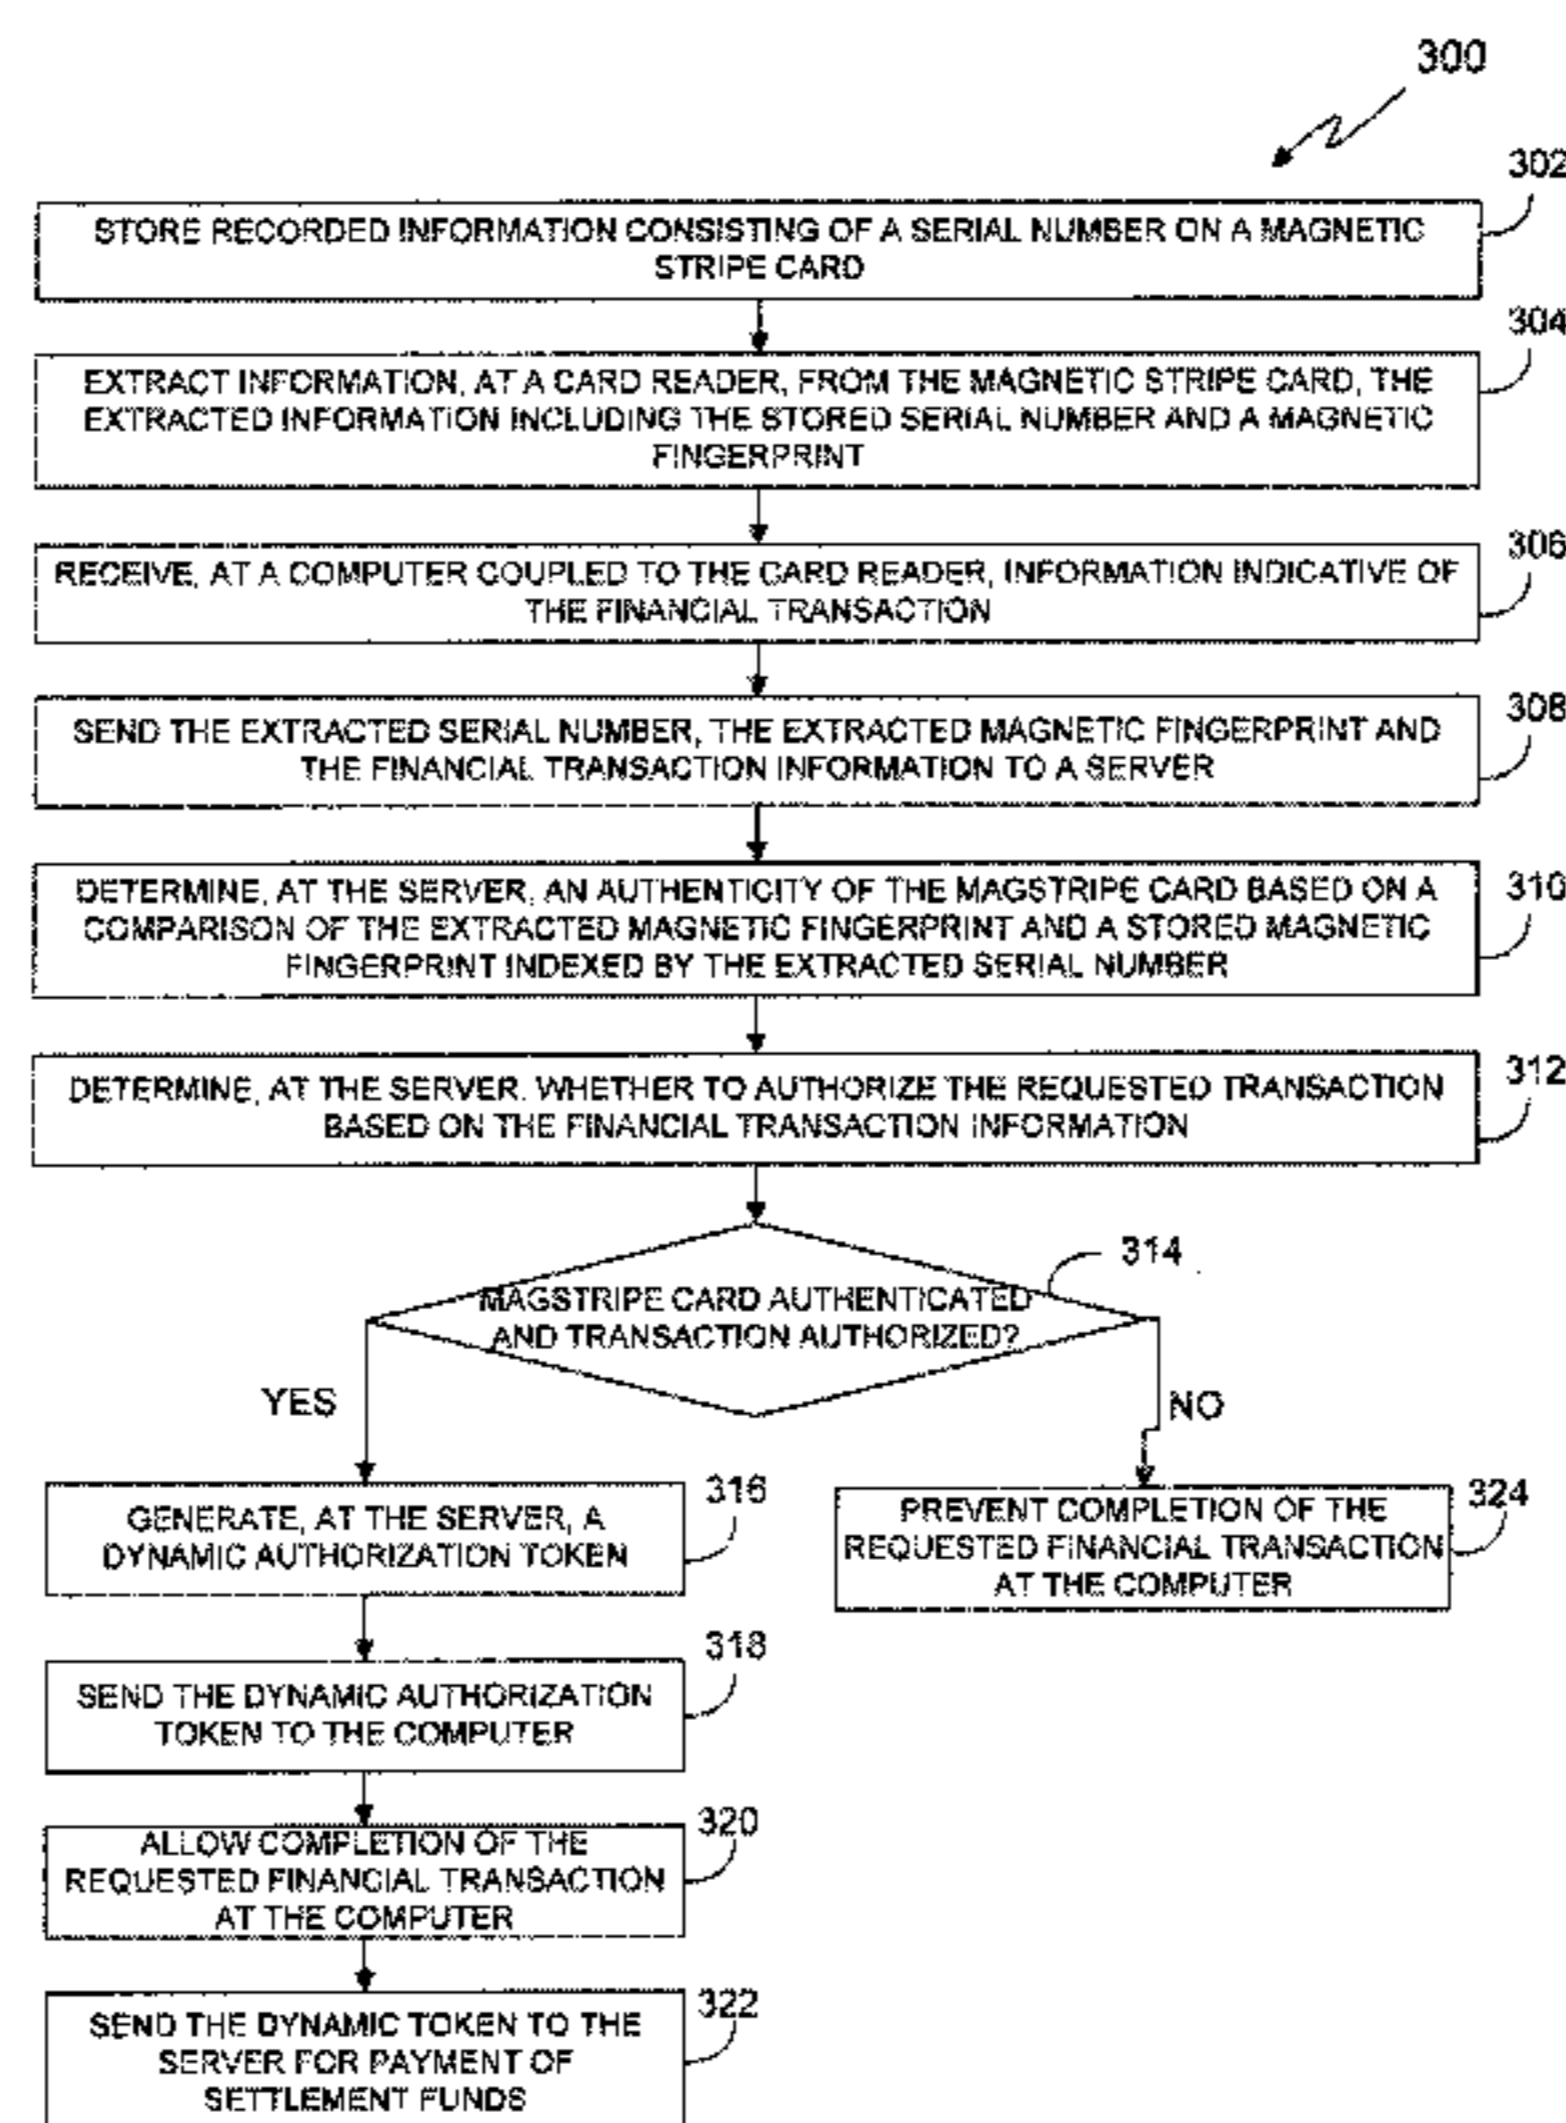 300
302
STORE RECORDED INFORMATION CONSISTING OF A SERIAL NUMBER ON A MAGNETIC
STRIPE CARD
304
EXTRACT INFORMATION, AT A CARD READER, FROM THE MAGNETIC STRIPE CARD, THE
EXTRACTED INFORMATION INCLUDING THE STORED SERIAL NUMBER AND A MAGNETIC
FINGERPRINT
306
RECEIVE, AT A COMPUTER COUPLED TO THE CARD READER, INFORMATION INDICATIVE OF
THE FINANCIAL TRANSACTION
308
SEND THE EXTRACTED SERIAL NUMBER, THE EXTRACTED MAGNETIC FINGERPRINT AND
THE FINANCIAL TRANSACTION INFORMATION TO A SERVER
310
DETERMINE, AT THE SERVER, AN AUTHENTICITY OF THE MAGSTRIPE CARD BASED ON A
COMPARISON OF THE EXTRACTED MAGNETIC FINGERPRINT AND A STORED MAGNETIC
FINGERPRINT INDEXED BY THE EXTRACTED SERIAL NUMBER
312
DETERMINE, AT THE SERVER, WHETHER TO AUTHORIZE THE REQUESTED TRANSACTION
BASED ON THE FINANCIAL TRANSACTION INFORMATION
314
MAGSTRIPE CARD AUTHENTICATED
AND TRANSACTION AUTHORIZED?
YES
NO
316
GENERATE, AT THE SERVER, A
DYNAMIC AUTHORIZATION TOKEN
324
PREVENT COMPLETION OF THE
REQUESTED FINANCIAL TRANSACTION
AT THE COMPUTER
318
SEND THE DYNAMIC AUTHORIZATION
TOKEN TO THE COMPUTER
320
ALLOW COMPLETION OF THE
REQUESTED FINANCIAL TRANSACTION
AT THE COMPUTER
322
SEND THE DYNAMIC TOKEN TO THE
SERVER FOR PAYMENT OF
SETTLEMENT FUNDS